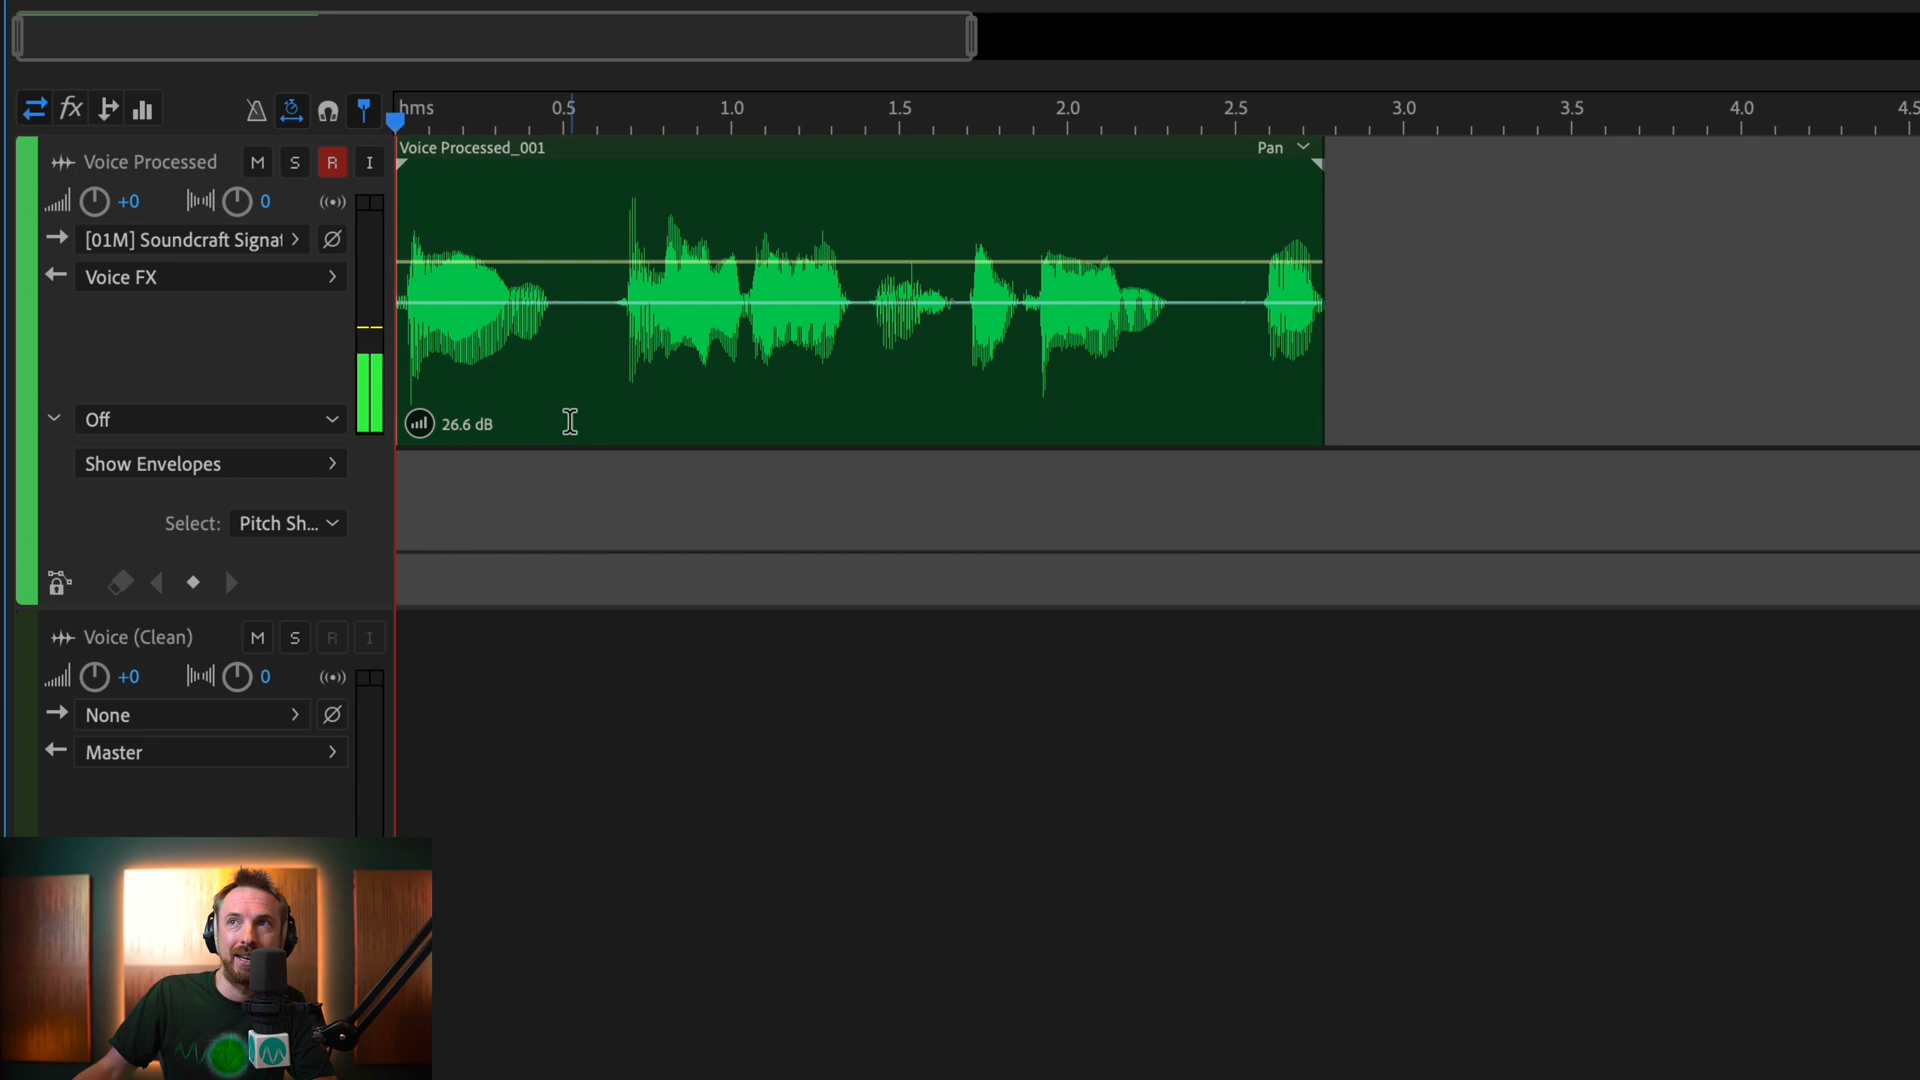 hms 0.5 1.0 1.5 2.0 2.5 3.0 3.5 4.0 4.5
Voice Processed M S R I
Voice Processed_001 Pan
+0 0
[01M] Soundcraft Signat
Voice FX
Off
26.6 dB
Show Envelopes
Select: Pitch Sh...
Voice (Clean) M S R I
+0 0
None
Master